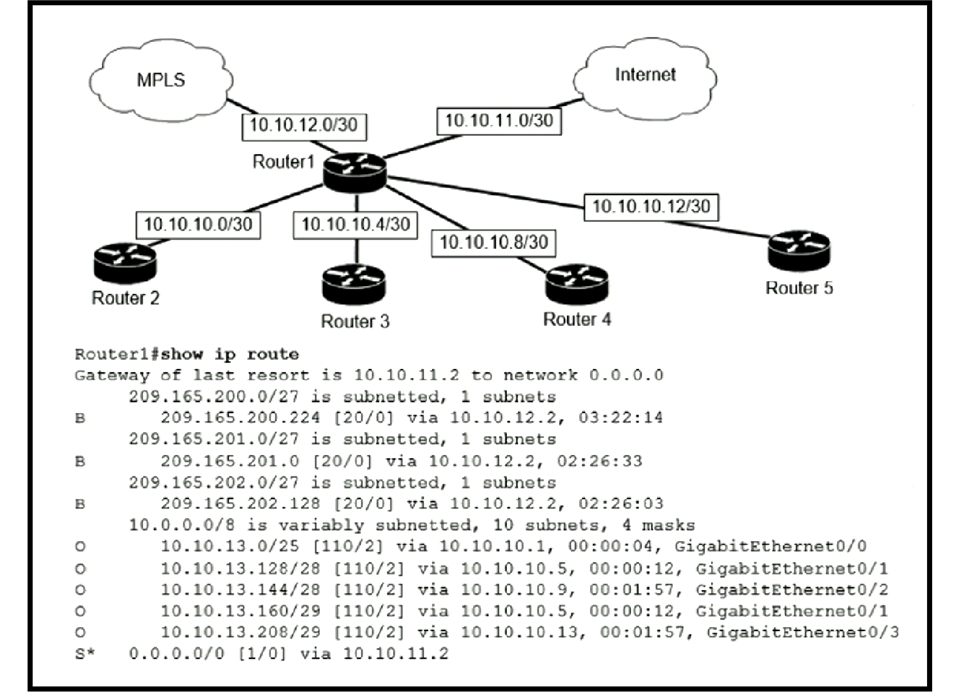 MPLS
Internet
10.10.12.0/30
10.10.11.0/30
Router1
10.10.10.0/30
10.10.10.4/30
10.10.10.8/30
10.10.10.12/30
Router 2
Router 3
Router 4
Router 5
Router1#show ip route
Gateway of last resort is 10.10.11.2 to network 0.0.0.0
209.165.200.0/27 is subnetted, 1 subnets
B 209.165.200.224 [20/0] via 10.10.12.2, 03:22:14
209.165.201.0/27 is subnetted, 1 subnets
B 209.165.201.0 [20/0] via 10.10.12.2, 02:26:33
209.165.202.0/27 is subnetted, 1 subnets
B 209.165.202.128 [20/0] via 10.10.12.2, 02:26:03
10.0.0.0/8 is variably subnetted, 10 subnets, 4 masks
O 10.10.13.0/25 [110/2] via 10.10.10.1, 00:00:04, GigabitEthernet0/0
O 10.10.13.128/28 [110/2] via 10.10.10.5, 00:00:12, GigabitEthernet0/1
O 10.10.13.144/28 [110/2] via 10.10.10.9, 00:01:57, GigabitEthernet0/2
O 10.10.13.160/29 [110/2] via 10.10.10.5, 00:00:12, GigabitEthernet0/1
O 10.10.13.208/29 [110/2] via 10.10.10.13, 00:01:57, GigabitEthernet0/3
S* 0.0.0.0/0 [1/0] via 10.10.11.2